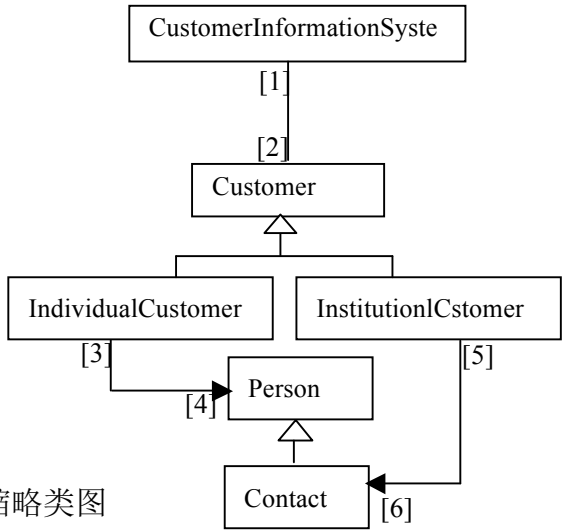 CustomerInformationSyste
[1]
[2]
Customer
IndividualCustomer
InstitutionlCstomer
[3]
[5]
[4]
Person
Contact
[6]
略类图